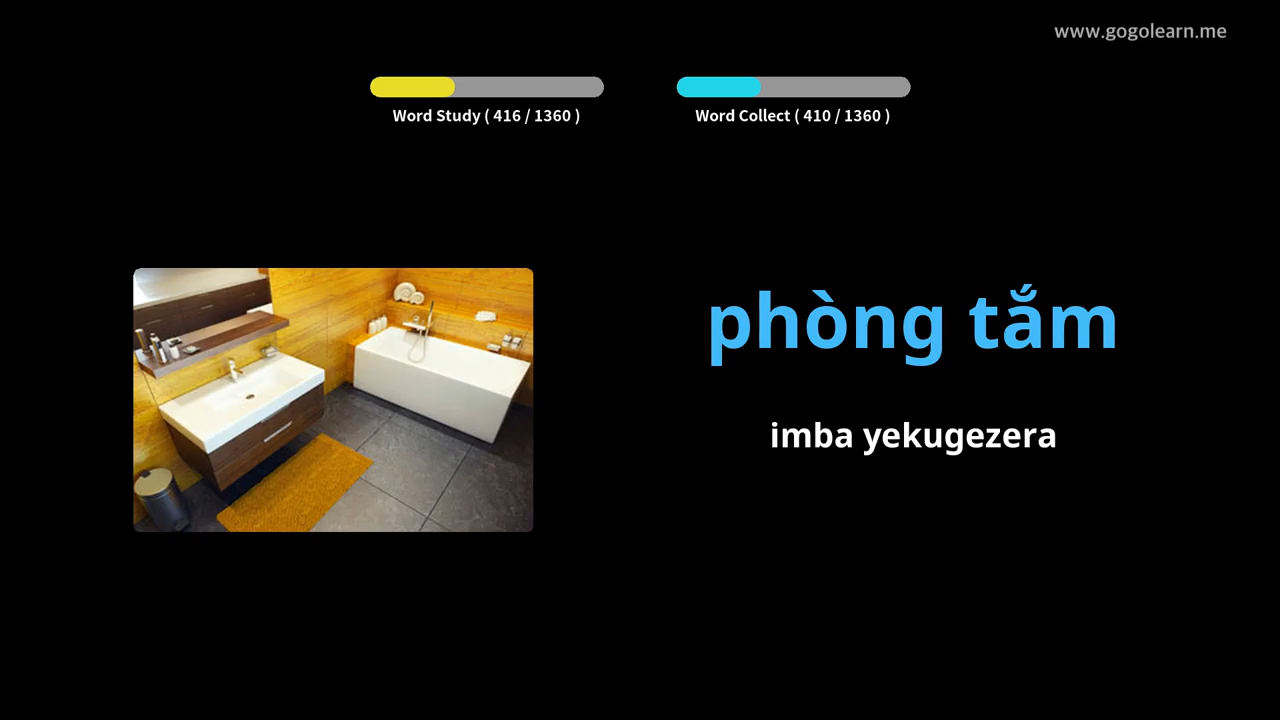 www.gogolearn.me
Word Study ( 416 / 1360 )
Word Collect ( 410 / 1360 )
phòng tắm
imba yekugezera